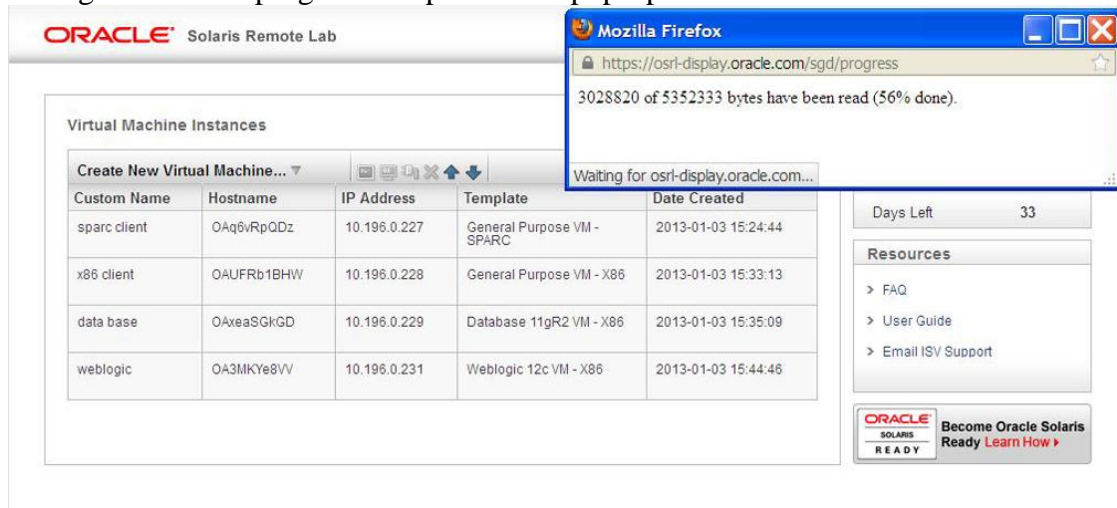 ORACLE Solaris Remote Lab
Mozilla Firefox
https://osrl-display.oracle.com/sgd/progress
3028820 of 5352333 bytes have been read (56% done).
Waiting for osrl-display.oracle.com...
Virtual Machine Instances
Create New Virtual Machine...
Custom Name Hostname IP Address Template Date Created
sparc client OAq6vRpQDz 10.196.0.227 General Purpose VM - SPARC 2013-01-03 15:24:44
x86 client OAUFRb1BHW 10.196.0.228 General Purpose VM - X86 2013-01-03 15:33:13
data base OAxeaSGkGD 10.196.0.229 Database 11gR2 VM - X86 2013-01-03 15:35:09
weblogic OA3MKYe8VV 10.196.0.231 Weblogic 12c VM - X86 2013-01-03 15:44:46
Days Left 33
Resources
> FAQ
> User Guide
> Email ISV Support
ORACLE SOLARIS READY
Become Oracle Solaris
Ready Learn How